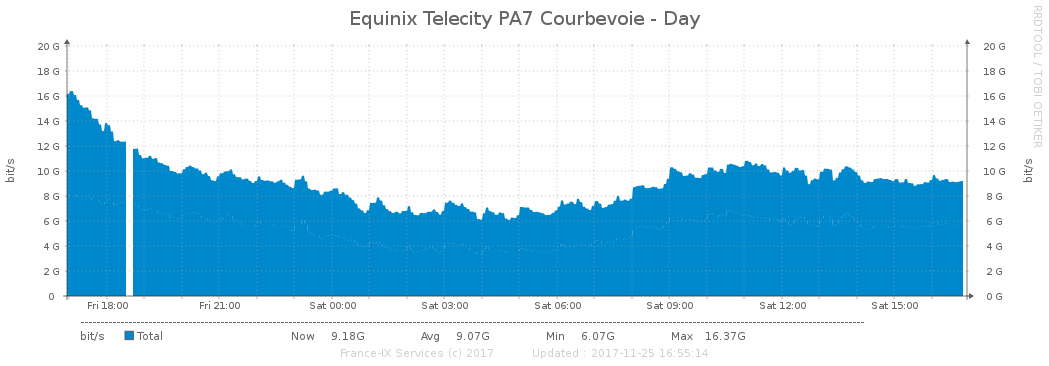 Equinix Telecity PA7 Courbevoie - Day
RRDTOOL / TOBI OETIKER
bit/s
bit/s
20 G 20 G
18 G 18 G
16 G 16 G
14 G 14 G
12 G 12 G
10 G 10 G
8 G 8 G
6 G 6 G
4 G 4 G
2 G 2 G
0 0 G
Fri 18:00 Fri 21:00 Sat 00:00 Sat 03:00 Sat 06:00 Sat 09:00 Sat 12:00 Sat 15:00
bit/s Total Now 9.18G Avg 9.07G Min 6.07G Max 16.37G
France-IX Services (c) 2017 Updated : 2017-11-25 16:55:14